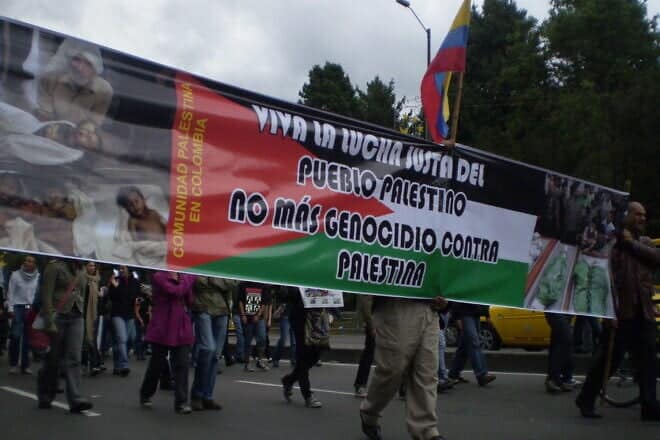 COMUNIDAD PALESTINA
EN COLOMBIA
VIVA LA LUCHA JUSTA DEL
PUEBLO PALESTINO
NO MÁS GENOCIDIO CONTRA
PALESTINA